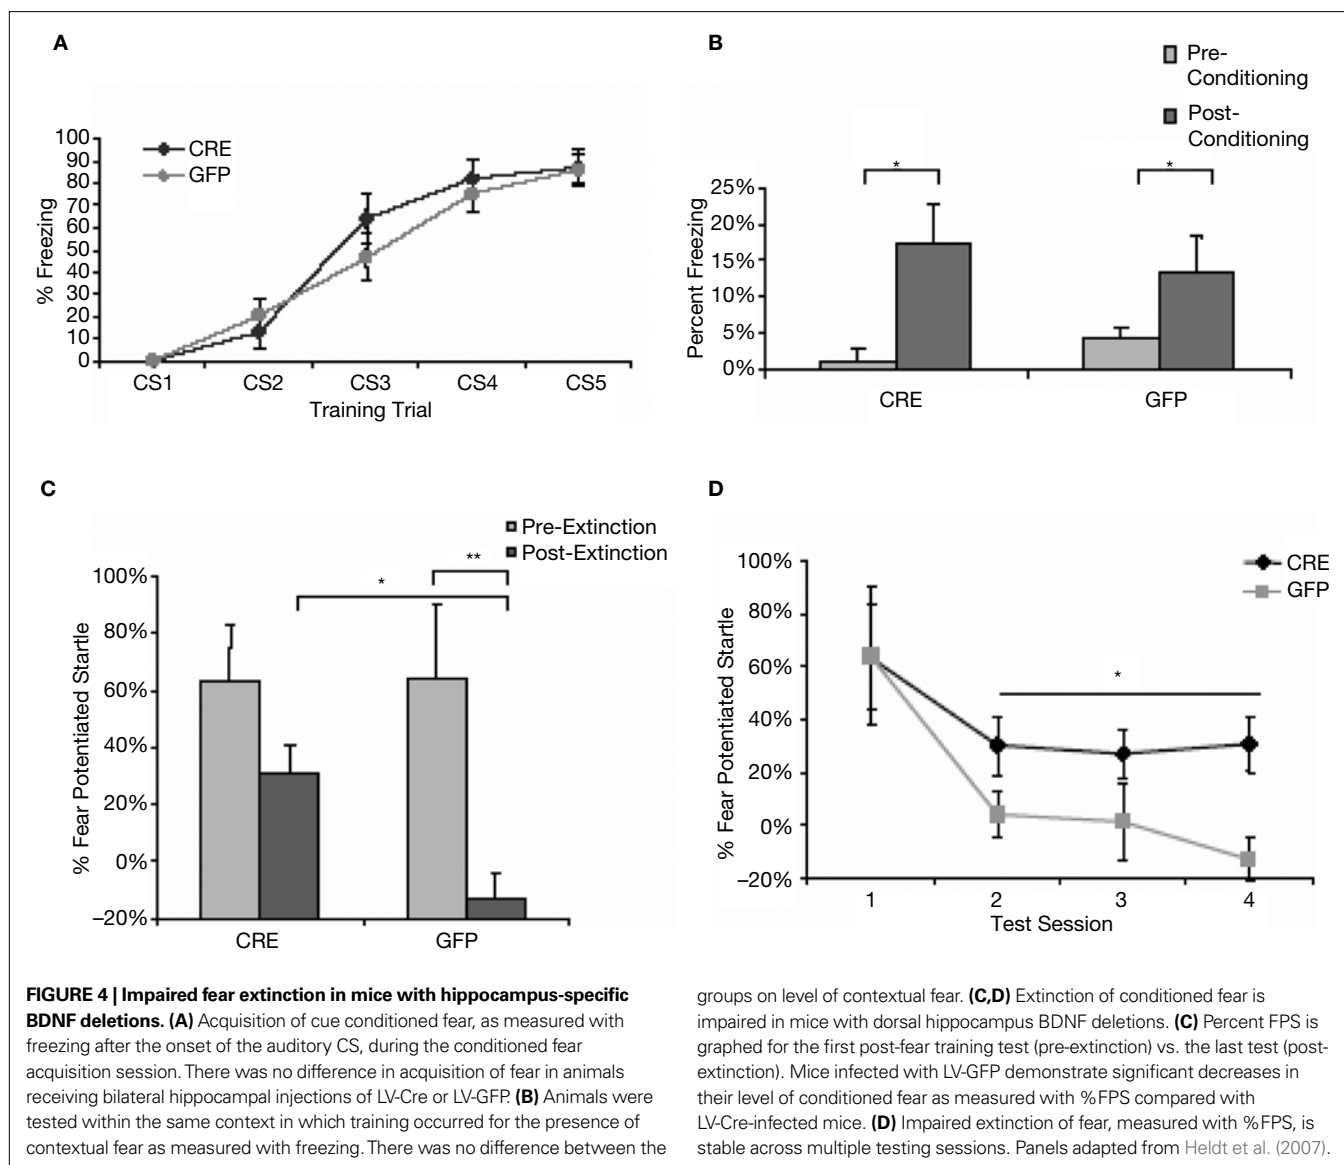 A
100
90
80
70
60
50
40
30
20
10
0
% Freezing
CRE
GFP
CS1 CS2 CS3 CS4 CS5
Training Trial
B
Pre-
Conditioning
Post-
Conditioning
* *
25%
20%
15%
10%
5%
0%
Percent Freezing
CRE GFP
C
Pre-Extinction
Post-Extinction
**
*
100%
80%
60%
40%
20%
0%
–20%
% Fear Potentiated Startle
CRE GFP
D
CRE
GFP
100%
80%
60%
40%
20%
0%
–20%
% Fear Potentiated Startle
*
1 2 3 4
Test Session
FIGURE 4 | Impaired fear extinction in mice with hippocampus-specific
BDNF deletions. (A) Acquisition of cue conditioned fear, as measured with
freezing after the onset of the auditory CS, during the conditioned fear
acquisition session. There was no difference in acquisition of fear in animals
receiving bilateral hippocampal injections of LV-Cre or LV-GFP. (B) Animals were
tested within the same context in which training occurred for the presence of
contextual fear as measured with freezing. There was no difference between the
groups on level of contextual fear. (C,D) Extinction of conditioned fear is
impaired in mice with dorsal hippocampus BDNF deletions. (C) Percent FPS is
graphed for the first post-fear training test (pre-extinction) vs. the last test (post-
extinction). Mice infected with LV-GFP demonstrate significant decreases in
their level of conditioned fear as measured with %FPS compared with
LV-Cre-infected mice. (D) Impaired extinction of fear, measured with %FPS, is
stable across multiple testing sessions. Panels adapted from Heldt et al. (2007).